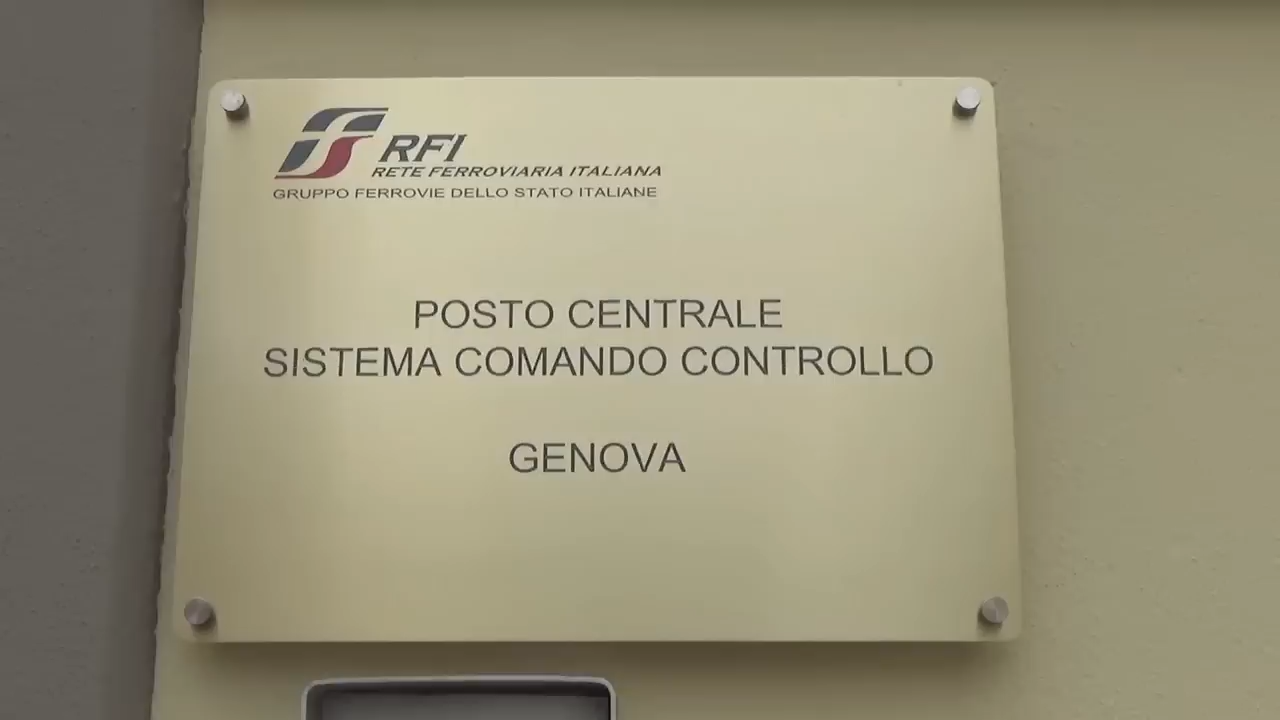 RFI
RETE FERROVIARIA ITALIANA
GRUPPO FERROVIE DELLO STATO ITALIANE
POSTO CENTRALE
SISTEMA COMANDO CONTROLLO
GENOVA